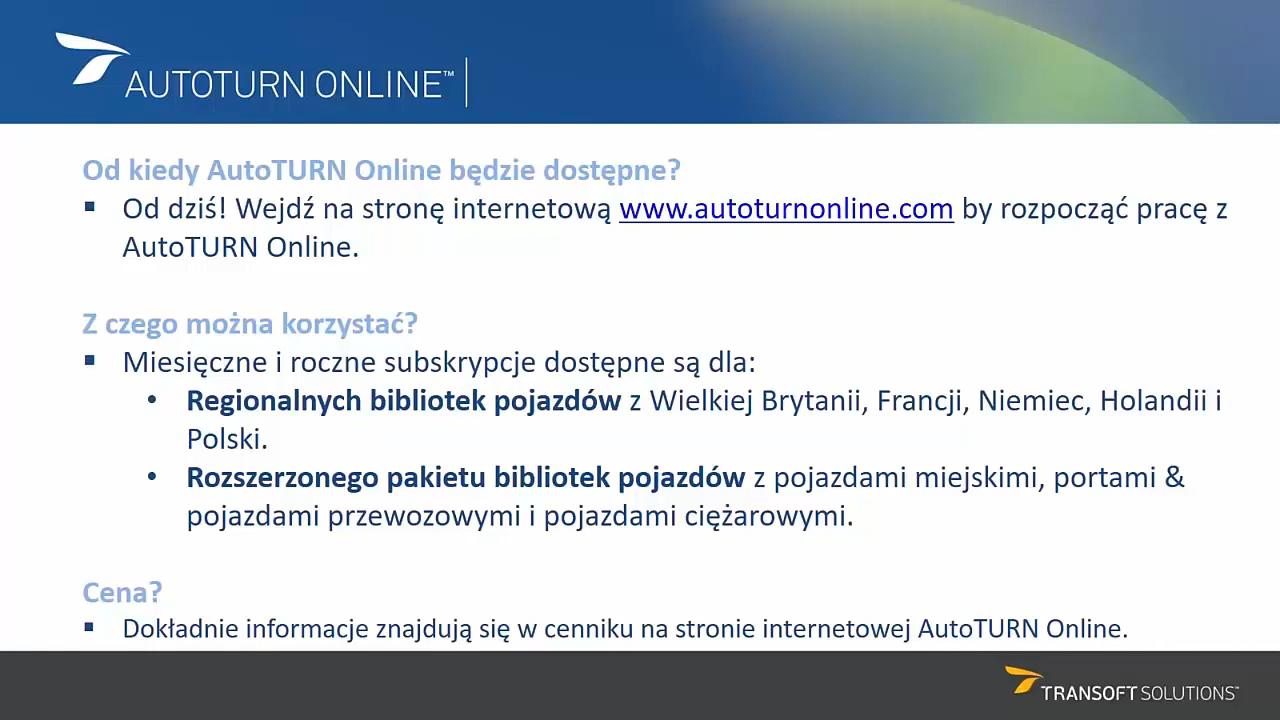 AUTOTURN ONLINE™
Od kiedy AutoTURN Online będzie dostępne?
▪ Od dziś! Wejdź na stronę internetową www.autoturnonline.com by rozpocząć pracę z
AutoTURN Online.
Z czego można korzystać?
▪ Miesięczne i roczne subskrypcje dostępne są dla:
• Regionalnych bibliotek pojazdów z Wielkiej Brytanii, Francji, Niemiec, Holandii i
Polski.
• Rozszerzonego pakietu bibliotek pojazdów z pojazdami miejskimi, portami &
pojazdami przewozowymi i pojazdami ciężarowymi.
Cena?
▪ Dokładnie informacje znajdują się w cenniku na stronie internetowej AutoTURN Online.
TRANSOFT SOLUTIONS™